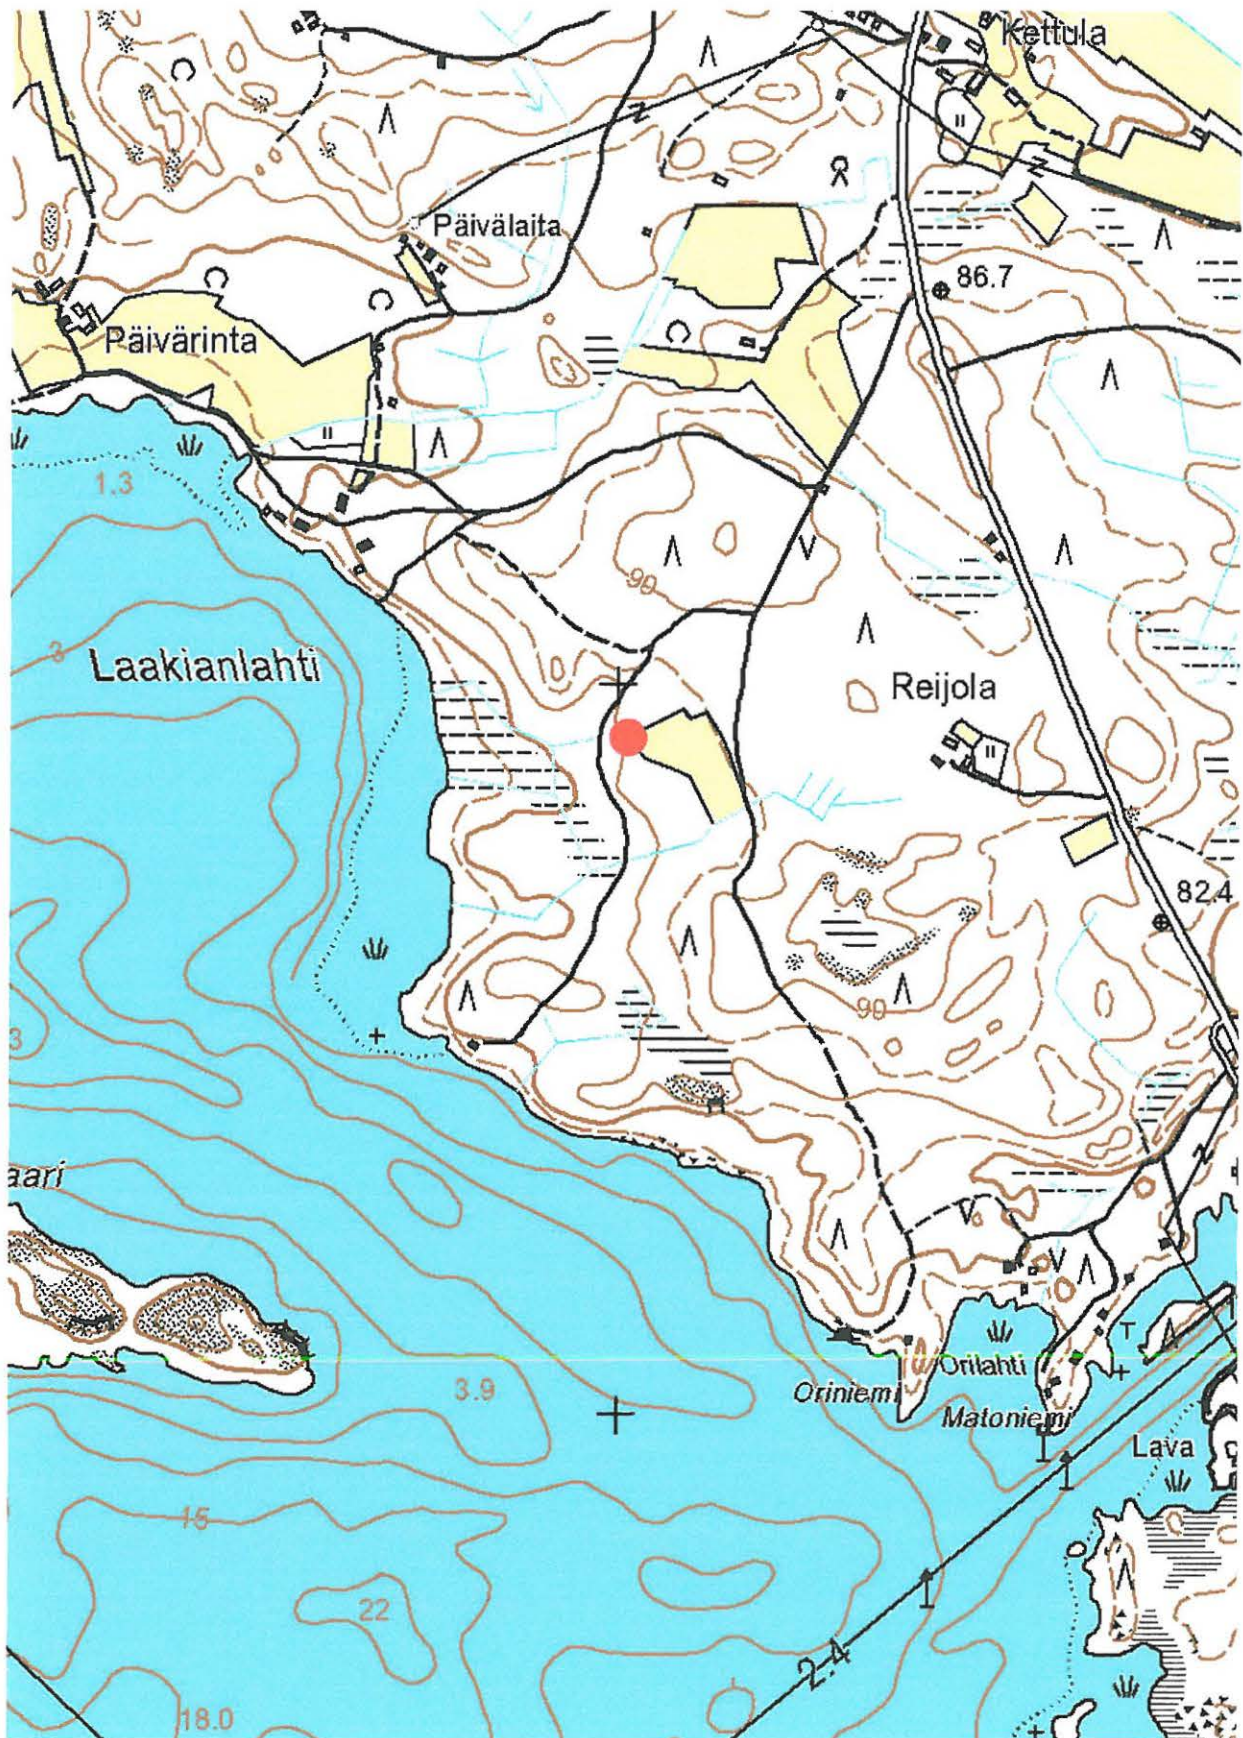 Kettula
Päivälaita
86.7
Päivärinta
1.3
90
3
Laakianlahti
Reijola
82.4
90
3
aari
3.9
Orilahti
Oriniemi
Matoniemi
Lava
15
22
2.4
18.0